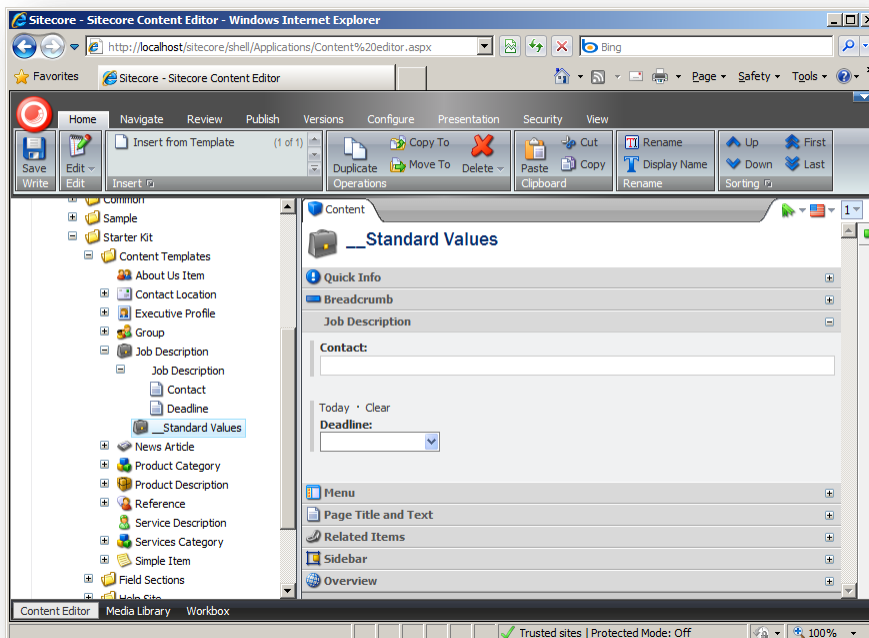 Sitecore - Sitecore Content Editor - Windows Internet Explorer
http://localhost/sitecore/shell/Applications/Content%20editor.aspx
Bing
Favorites
Sitecore - Sitecore Content Editor
Page
Safety
Tools
Home
Navigate
Review
Publish
Versions
Configure
Presentation
Security
View
Save
Write
Edit
Edit
Insert from Template (1 of 1)
Insert
Duplicate
Copy To
Move To
Delete
Operations
Paste
Cut
Copy
Clipboard
Rename
Display Name
Rename
Up
Down
First
Last
Sorting
Common
Sample
Starter Kit
Content Templates
About Us Item
Contact Location
Executive Profile
Group
Job Description
Job Description
Contact
Deadline
__Standard Values
News Article
Product Category
Product Description
Reference
Service Description
Services Category
Simple Item
Field Sections
Help Site
Content
1
__Standard Values
Quick Info
Breadcrumb
Job Description
Contact:
Today · Clear
Deadline:
Menu
Page Title and Text
Related Items
Sidebar
Overview
Content Editor
Media Library
Workbox
Trusted sites | Protected Mode: Off
100%